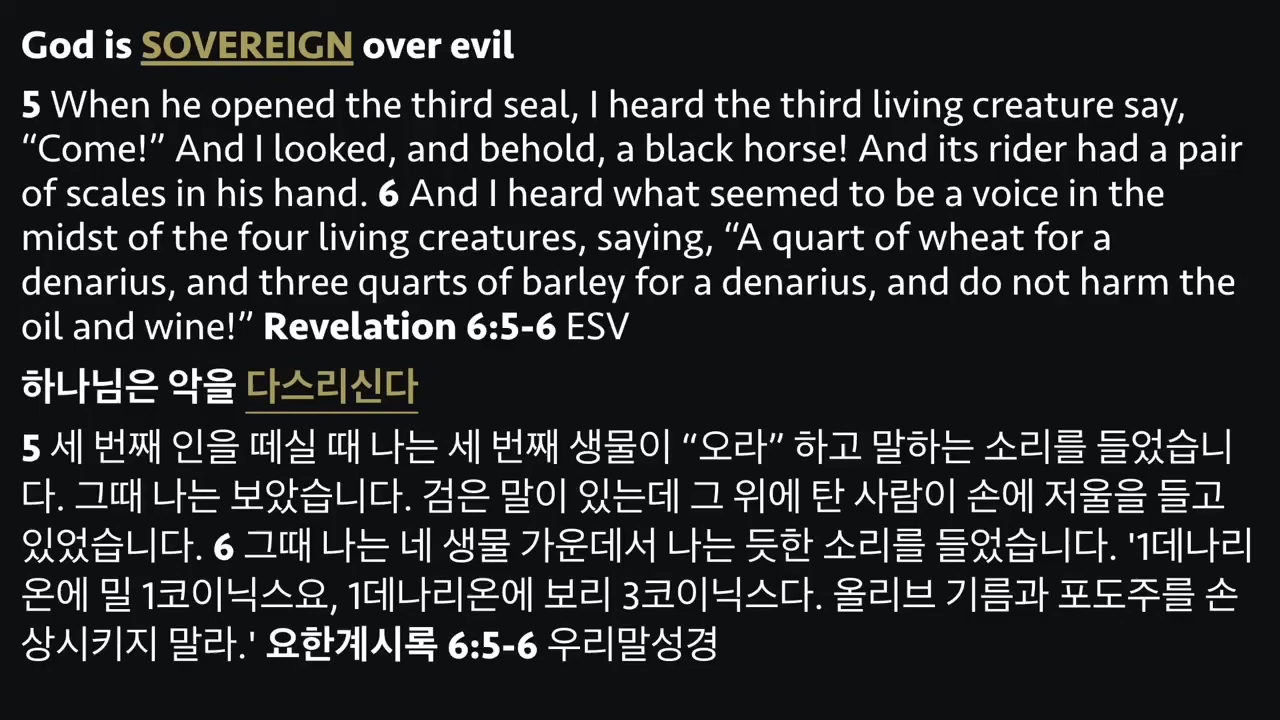 God is SOVEREIGN over evil
5 When he opened the third seal, I heard the third living creature say,
“Come!” And I looked, and behold, a black horse! And its rider had a pair
of scales in his hand. 6 And I heard what seemed to be a voice in the
midst of the four living creatures, saying, “A quart of wheat for a
denarius, and three quarts of barley for a denarius, and do not harm the
oil and wine!” Revelation 6:5-6 ESV
하나님은 악을 다스리신다
5 세 번째 인을 떼실 때 나는 세 번째 생물이 “오라” 하고 말하는 소리를 들었습니
다. 그때 나는 보았습니다. 검은 말이 있는데 그 위에 탄 사람이 손에 저울을 들고
있었습니다. 6 그때 나는 네 생물 가운데서 나는 듯한 소리를 들었습니다. '1데나리
온에 밀 1코이닉스요, 1데나리온에 보리 3코이닉스다. 올리브 기름과 포도주를 손
상시키지 말라.' 요한계시록 6:5-6 우리말성경